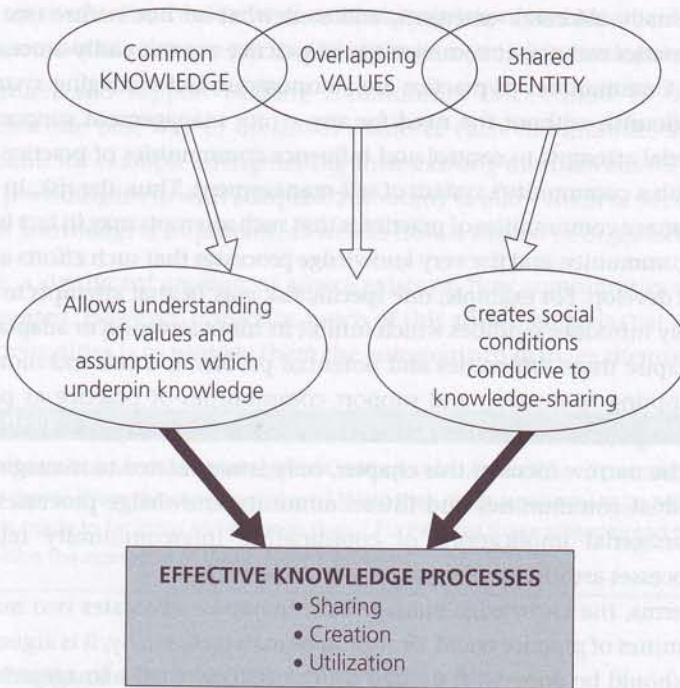 Common
KNOWLEDGE
Overlapping
VALUES
Shared
IDENTITY
Allows understanding
of values and
assumptions which
underpin knowledge
Creates social
conditions
conducive to
knowledge-sharing
EFFECTIVE KNOWLEDGE PROCESSES
• Sharing
• Creation
• Utilization